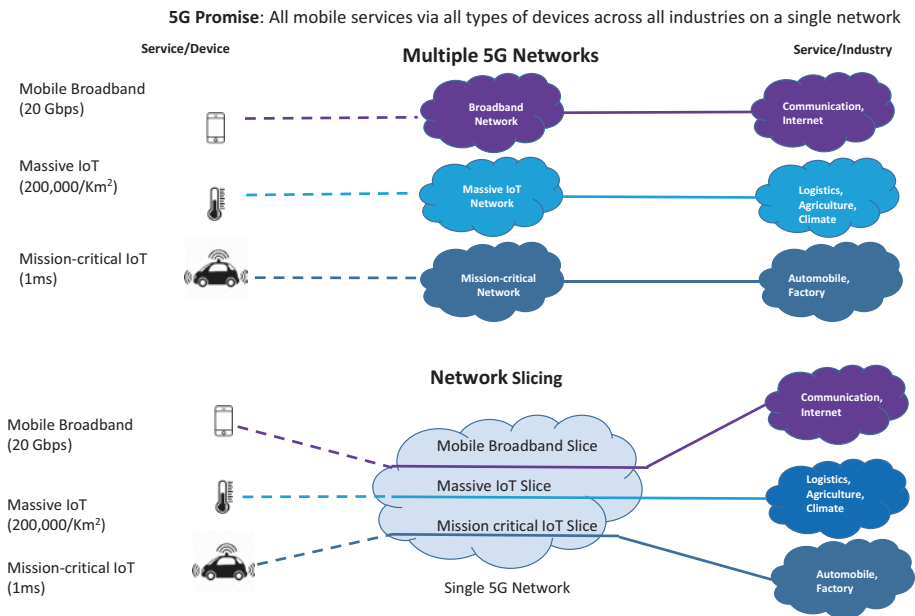 5G Promise: All mobile services via all types of devices across all industries on a single network
Service/Device
Multiple 5G Networks
Service/Industry
Mobile Broadband
(20 Gbps)
Broadband
Network
Communication,
Internet
Massive IoT
(200,000/Km²)
Massive IoT
Network
Logistics,
Agriculture,
Climate
Mission-critical IoT
(1ms)
Mission-critical
Network
Automobile,
Factory
Network Slicing
Mobile Broadband
(20 Gbps)
Mobile Broadband Slice
Communication,
Internet
Massive IoT
(200,000/Km²)
Massive IoT Slice
Logistics,
Agriculture,
Climate
Mission-critical IoT
(1ms)
Mission critical IoT Slice
Single 5G Network
Automobile,
Factory